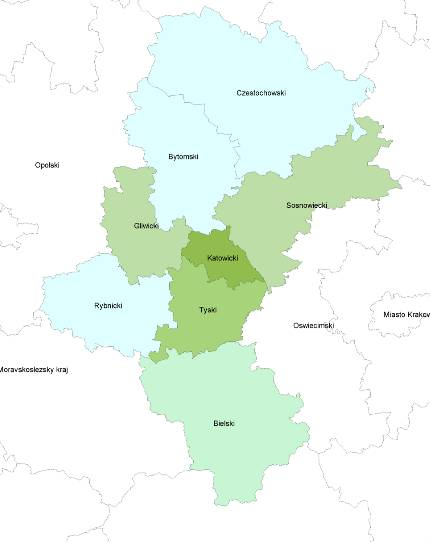 Czestochowski
Bytomski
Opolski
Sosnowiecki
Gliwicki
Katowicki
Rybnicki
Tyski
Oswiecimski
Miasto Krakow
Moravskoslezsky kraj
Bielski